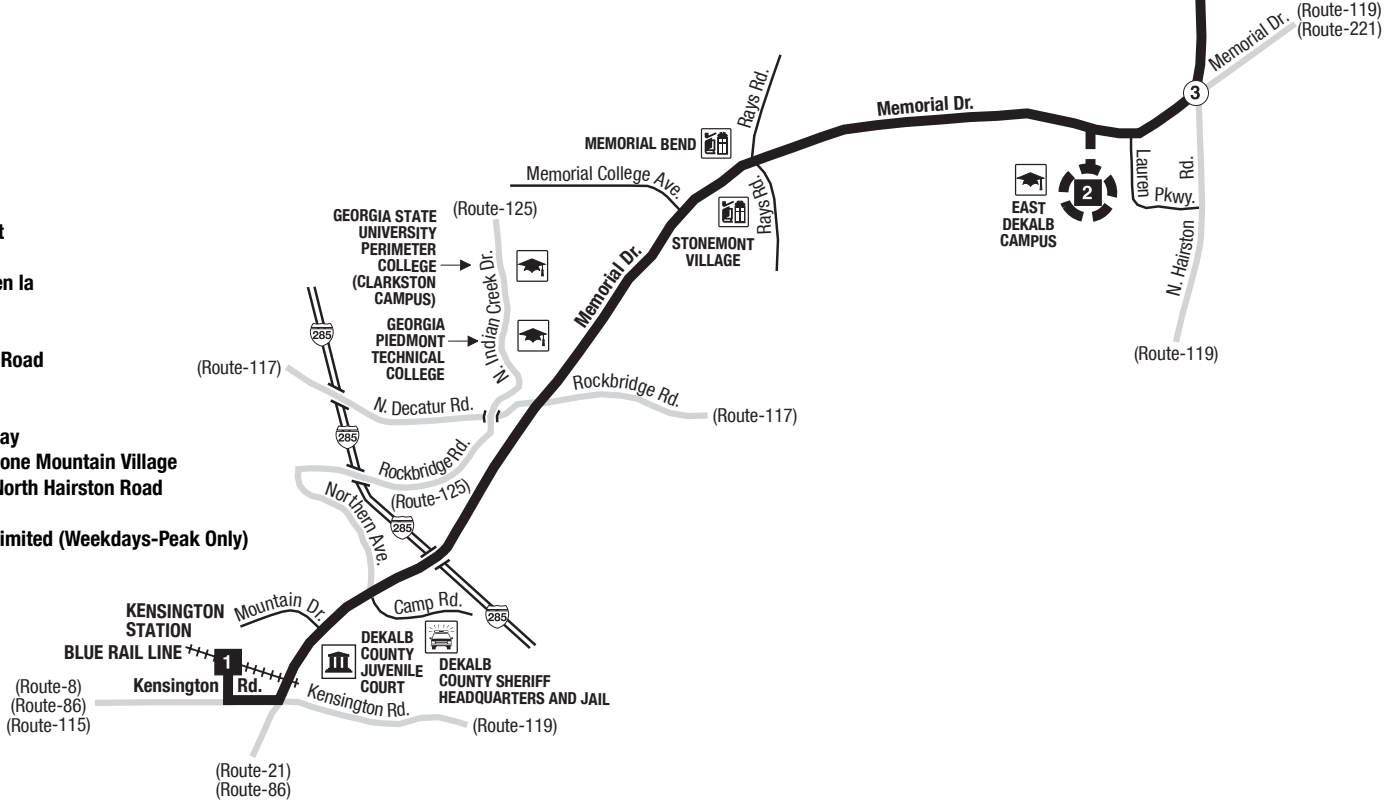 (Route-119)
(Route-221)
Memorial Dr.
3
Rays Rd.
Memorial Dr.
MEMORIAL BEND
Memorial College Ave.
Lauren
Pkwy.
Rd.
N. Hairston
2
EAST
DEKALB
CAMPUS
Rays Rd.
STONEMONT
VILLAGE
(Route-125)
GEORGIA STATE
UNIVERSITY
PERIMETER
COLLEGE
(CLARKSTON
CAMPUS)
N. Indian Creek Dr.
Memorial Dr.
GEORGIA
PIEDMONT
TECHNICAL
COLLEGE
t
en la
Road
ay
one Mountain Village
North Hairston Road
imited (Weekdays-Peak Only)
285
(Route-119)
(Route-117)
N. Decatur Rd.
Rockbridge Rd.
(Route-117)
285
Rockbridge Rd.
(Route-125)
Northern Ave.
285
Camp Rd.
285
KENSINGTON
STATION
Mountain Dr.
BLUE RAIL LINE
1
Kensington Rd.
DEKALB
COUNTY
JUVENILE
COURT
DEKALB
COUNTY SHERIFF
HEADQUARTERS AND JAIL
(Route-8)
(Route-86)
(Route-115)
Kensington Rd.
(Route-119)
(Route-21)
(Route-86)